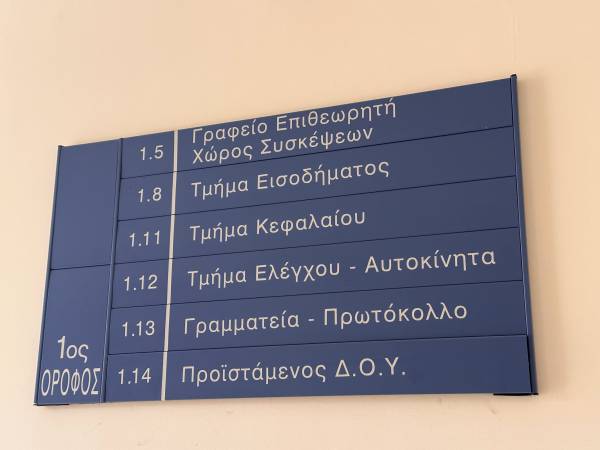 1.5 Γραφείο Επιθεωρητή
Χώρος Συσκέψεων
1.8 Τμήμα Εισοδήματος
1.11 Τμήμα Κεφαλαίου
1.12 Τμήμα Ελέγχου - Αυτοκίνητα
1.13 Γραμματεία - Πρωτόκολλο
1.14 Προϊστάμενος Δ.Ο.Υ.
1ος
ΟΡΟΦΟΣ